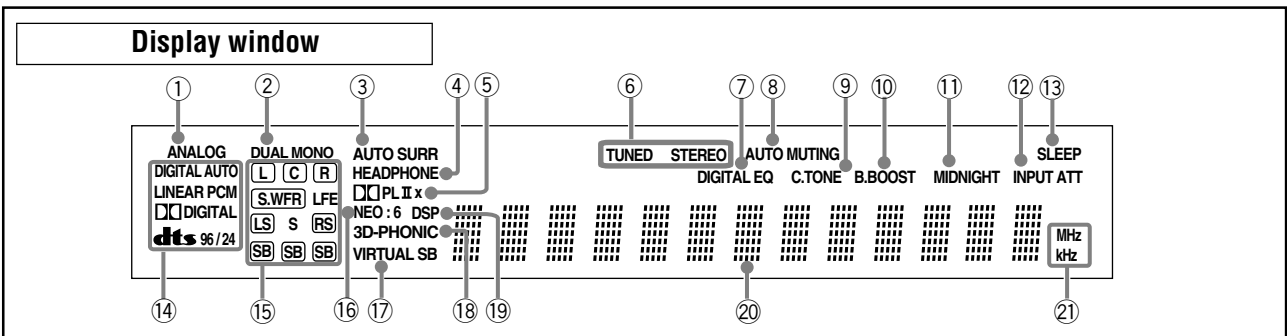 Display window
① ② ③ ④ ⑤ ⑥ ⑦ ⑧ ⑨ ⑩ ⑪ ⑫ ⑬
ANALOG DUAL MONO AUTO SURR TUNED STEREO AUTO MUTING SLEEP
DIGITAL AUTO L C R HEADPHONE DIGITAL EQ C.TONE B.BOOST MIDNIGHT INPUT ATT
LINEAR PCM S.WFR LFE PL II x
DIGITAL LS S RS NEO : 6 DSP
dts 96 / 24 3D-PHONIC MHz
SB SB SB VIRTUAL SB kHz
⑭ ⑮ ⑯ ⑰ ⑱ ⑲ ⑳ ㉑